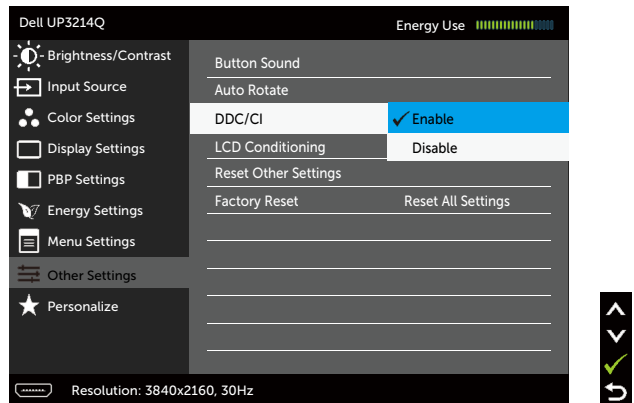 Dell UP3214Q
Energy Use
Brightness/Contrast
Input Source
Color Settings
Display Settings
PBP Settings
Energy Settings
Menu Settings
Other Settings
Personalize
Button Sound
Auto Rotate
DDC/CI
Enable
LCD Conditioning
Disable
Reset Other Settings
Factory Reset
Reset All Settings
Resolution: 3840x2160, 30Hz